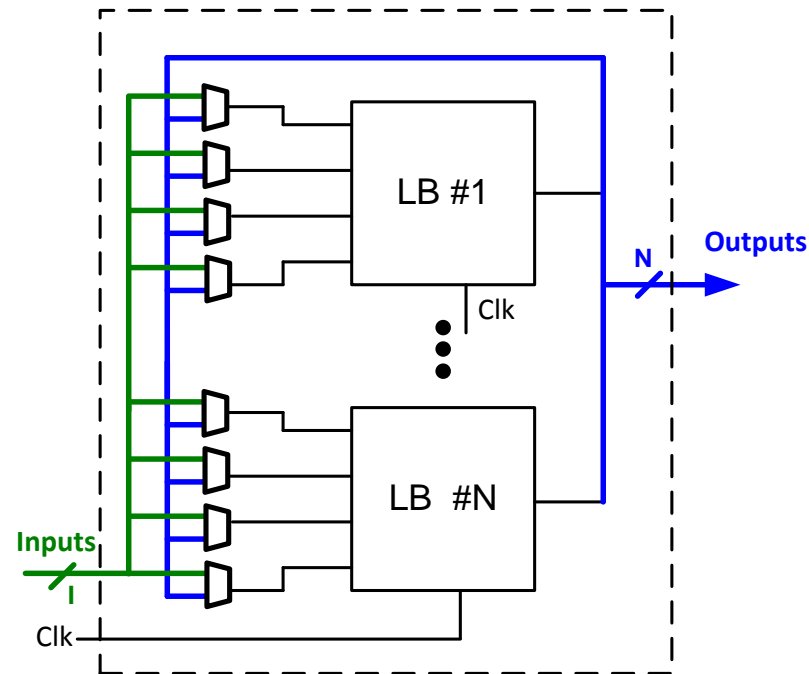 LB #1
Outputs
N
Clk
LB #N
Inputs
I
Clk